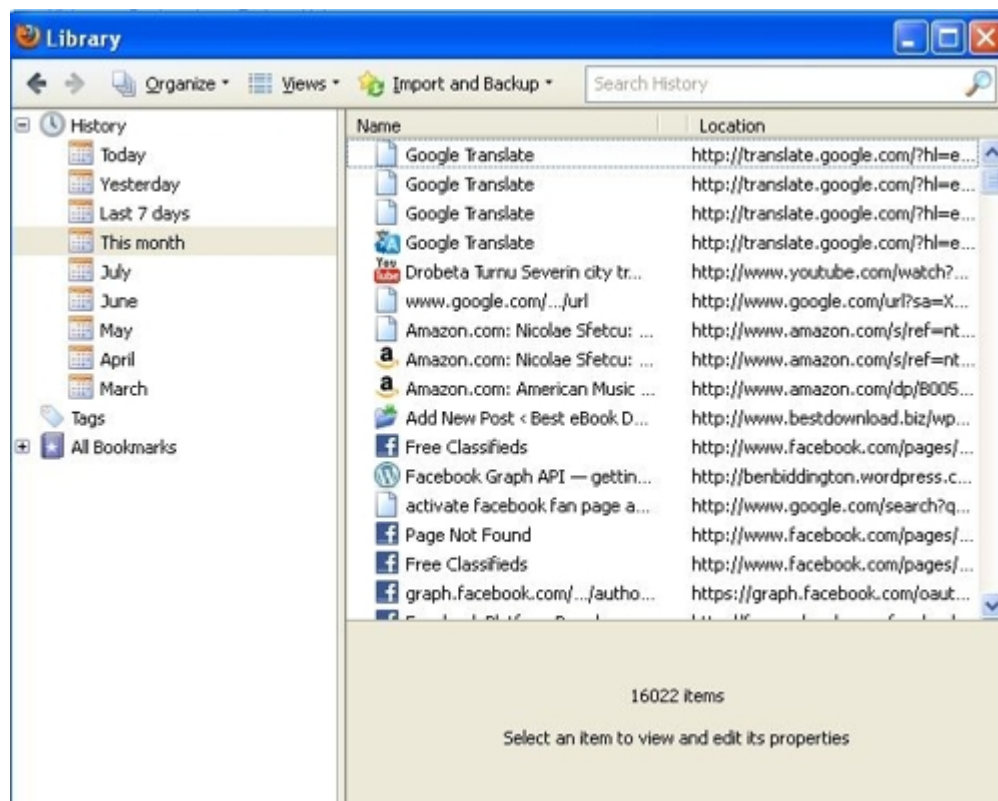 Library
Organize Views Import and Backup Search History
History
Today
Yesterday
Last 7 days
This month
July
June
May
April
March
Tags
All Bookmarks
Name Location
Google Translate http://translate.google.com/?hl=e...
Google Translate http://translate.google.com/?hl=e...
Google Translate http://translate.google.com/?hl=e...
Google Translate http://translate.google.com/?hl=e...
You Tube Drobeta Turnu Severin city tr... http://www.youtube.com/watch?...
www.google.com/.../url http://www.google.com/url?sa=X...
Amazon.com: Nicolae Sfetcu: ... http://www.amazon.com/s/ref=nt...
Amazon.com: Nicolae Sfetcu: ... http://www.amazon.com/s/ref=nt...
Amazon.com: American Music ... http://www.amazon.com/dp/B005...
Add New Post ‹ Best eBook D... http://www.bestdownload.biz/wp...
Free Classifieds http://www.facebook.com/pages/...
Facebook Graph API — gettin... http://benbiddington.wordpress.c...
activate facebook fan page a... http://www.google.com/search?q...
Page Not Found http://www.facebook.com/pages/...
Free Classifieds http://www.facebook.com/pages/...
graph.facebook.com/.../autho... https://graph.facebook.com/oaut...
16022 items
Select an item to view and edit its properties